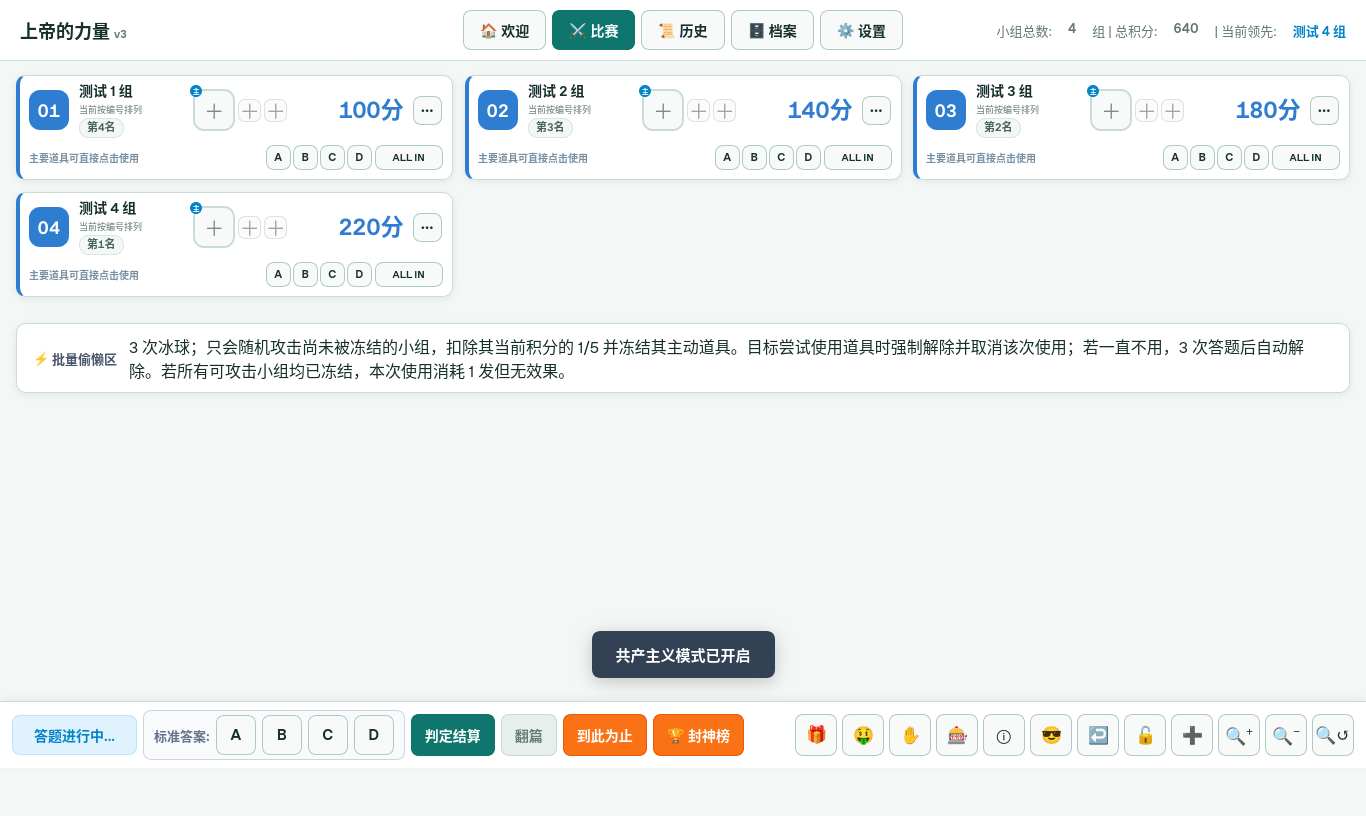 上帝的力量 v3
🏠 欢迎
⚔️ 比赛
📜 历史
🗄️ 档案
⚙️ 设置
小组总数: 4 组 | 总积分: 640 | 当前领先: 测试 4 组
01
测试 1 组
当前按编号排列
第4名
主
100分
···
主要道具可直接点击使用
A B C D ALL IN
02
测试 2 组
当前按编号排列
第3名
主
140分
···
主要道具可直接点击使用
A B C D ALL IN
03
测试 3 组
当前按编号排列
第2名
主
180分
···
主要道具可直接点击使用
A B C D ALL IN
04
测试 4 组
当前按编号排列
第1名
主
220分
···
主要道具可直接点击使用
A B C D ALL IN
⚡ 批量偷懒区
3 次冰球；只会随机攻击尚未被冻结的小组，扣除其当前积分的 1/5 并冻结其主动道具。目标尝试使用道具时强制解除并取消该次使用；若一直不用，3 次答题后自动解
除。若所有可攻击小组均已冻结，本次使用消耗 1 发但无效果。
共产主义模式已开启
答题进行中...
标准答案: A B C D
判定结算
翻篇
到此为止
🏆 封神榜